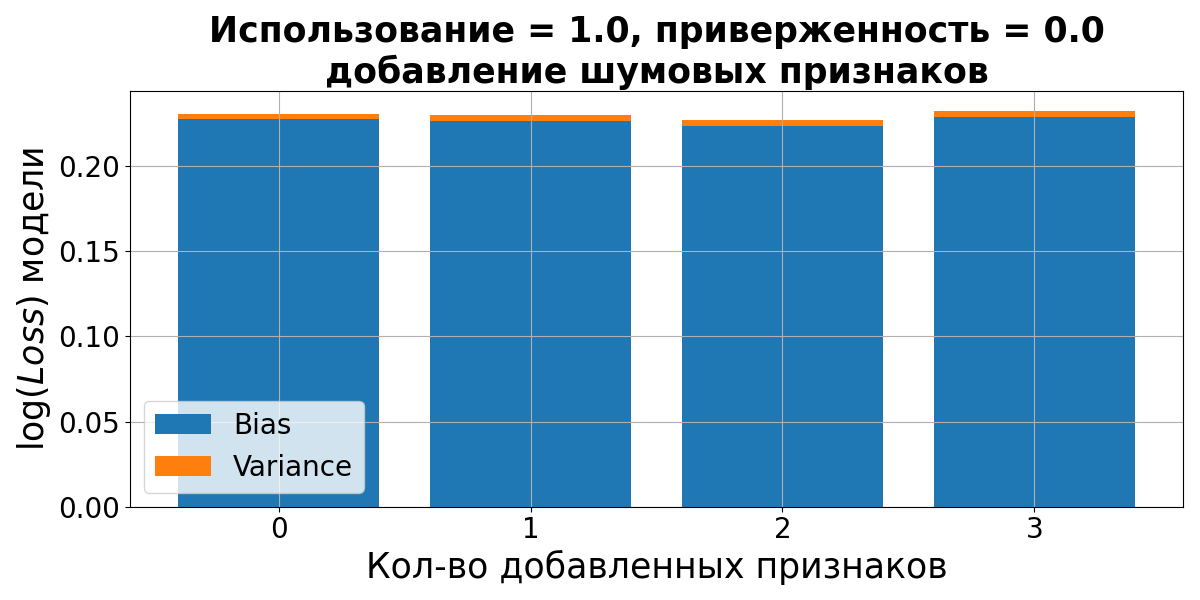 Использование = 1.0, приверженность = 0.0
добавление шумовых признаков
log(Loss) модели
0.20
0.15
0.10
0.05
0.00
Bias
Variance
0 1 2 3
Кол-во добавленных признаков